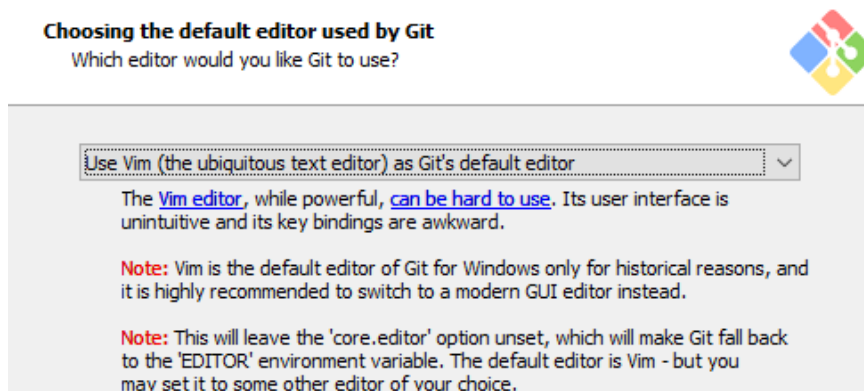 Choosing the default editor used by Git
Which editor would you like Git to use?
Use Vim (the ubiquitous text editor) as Git's default editor
The Vim editor, while powerful, can be hard to use. Its user interface is
unintuitive and its key bindings are awkward.
Note: Vim is the default editor of Git for Windows only for historical reasons, and
it is highly recommended to switch to a modern GUI editor instead.
Note: This will leave the 'core.editor' option unset, which will make Git fall back
to the 'EDITOR' environment variable. The default editor is Vim - but you
may set it to some other editor of your choice.